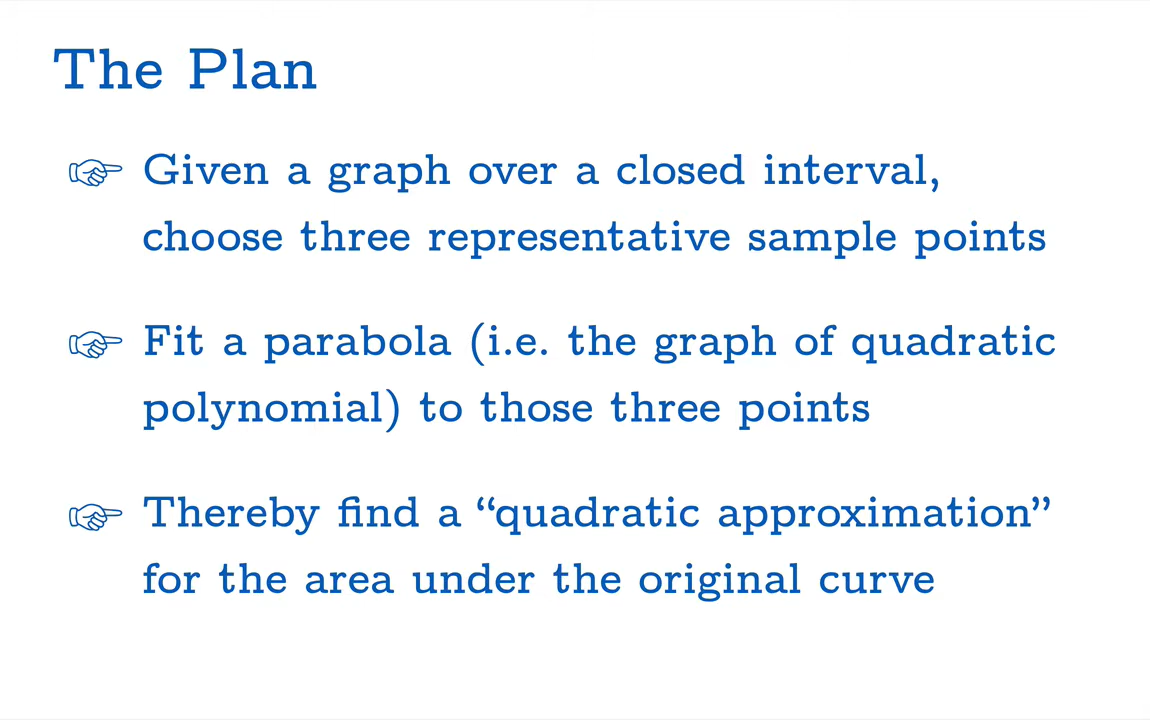 The Plan
Given a graph over a closed interval,
choose three representative sample points
Fit a parabola (i.e. the graph of quadratic
polynomial) to those three points
Thereby find a “quadratic approximation”
for the area under the original curve